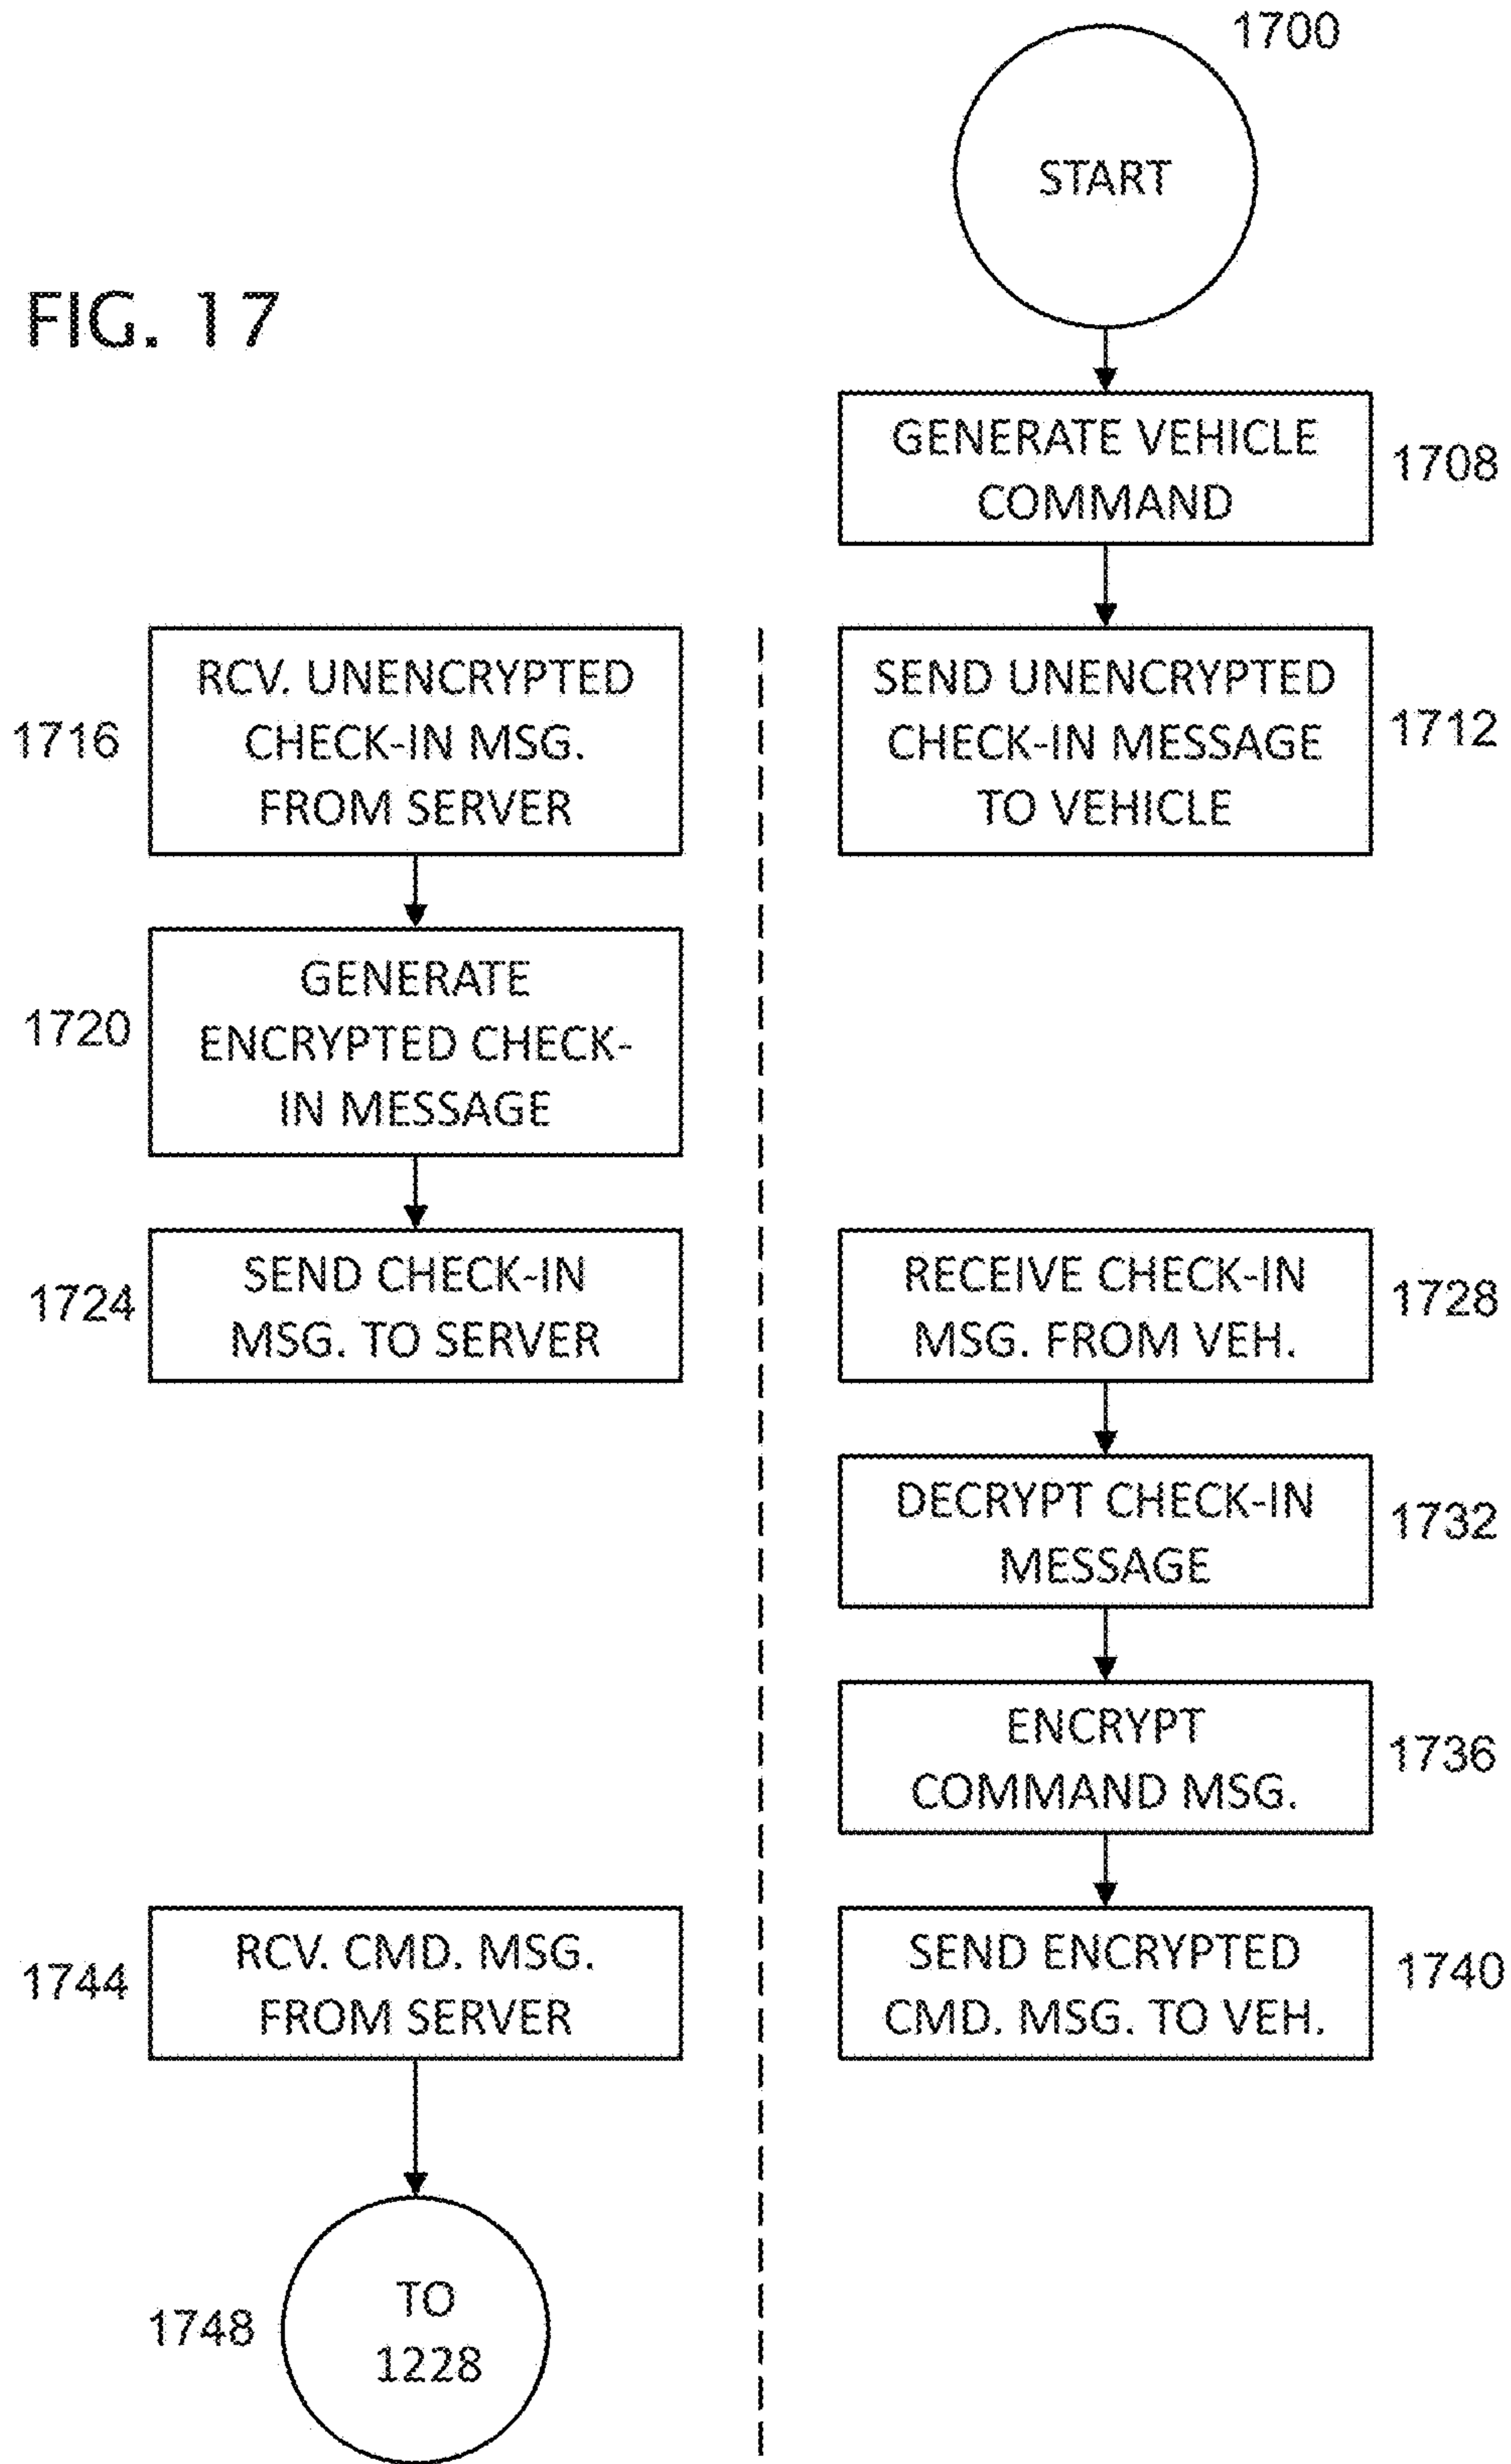 1700
START
FIG. 17
GENERATE VEHICLE
COMMAND
1708
RCV. UNENCRYPTED
CHECK-IN MSG.
FROM SERVER
1716
SEND UNENCRYPTED
CHECK-IN MESSAGE
TO VEHICLE
1712
GENERATE
ENCRYPTED CHECK-
IN MESSAGE
1720
SEND CHECK-IN
MSG. TO SERVER
1724
RECEIVE CHECK-IN
MSG. FROM VEH.
1728
DECRYPT CHECK-IN
MESSAGE
1732
ENCRYPT
COMMAND MSG.
1736
RCV. CMD. MSG.
FROM SERVER
1744
SEND ENCRYPTED
CMD. MSG. TO VEH.
1740
TO
1228
1748